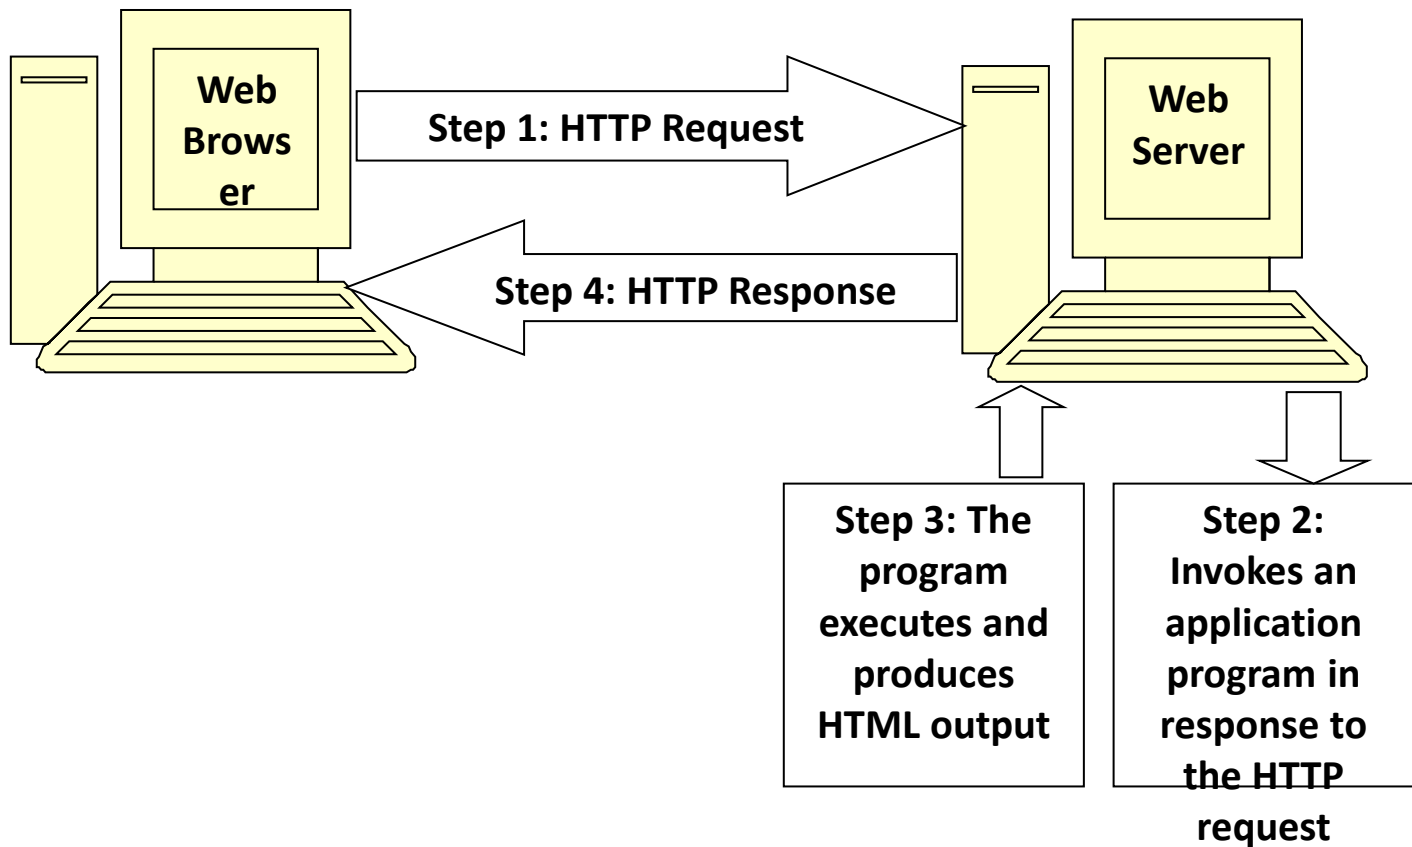 Web
Brows
er
Step 1: HTTP Request
Web
Server
Step 4: HTTP Response
Step 3: The
program
executes and
produces
HTML output
Step 2:
Invokes an
application
program in
response to
the HTTP
request